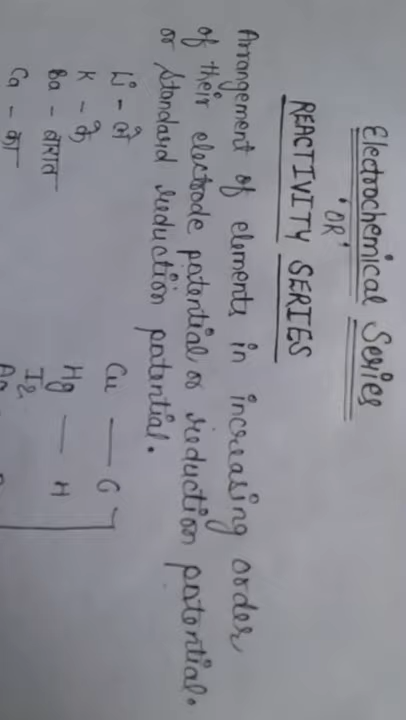 Electrochemical Series
'OR'
REACTIVITY SERIES
Arrangement of elements in increasing order
of their electrode potential or reduction potential.
or standard reduction potential.
Li - ले
K - के
Ba - बारात
Ca - का
Cu — C
Hg — H
I2
Ag